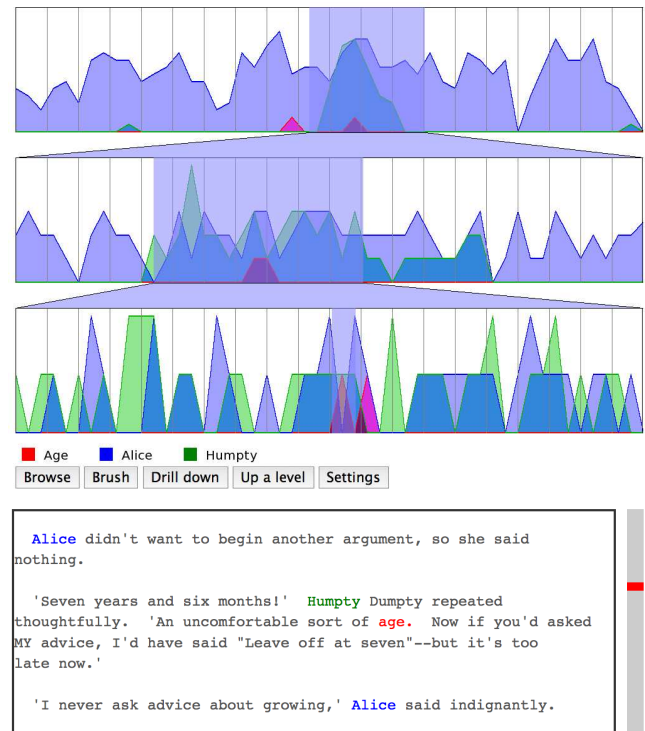 Age Alice Humpty
Browse Brush Drill down Up a level Settings
Alice didn't want to begin another argument, so she said
nothing.
'Seven years and six months!' Humpty Dumpty repeated
thoughtfully. 'An uncomfortable sort of age. Now if you'd asked
MY advice, I'd have said "Leave off at seven"--but it's too
late now.'
'I never ask advice about growing,' Alice said indignantly.